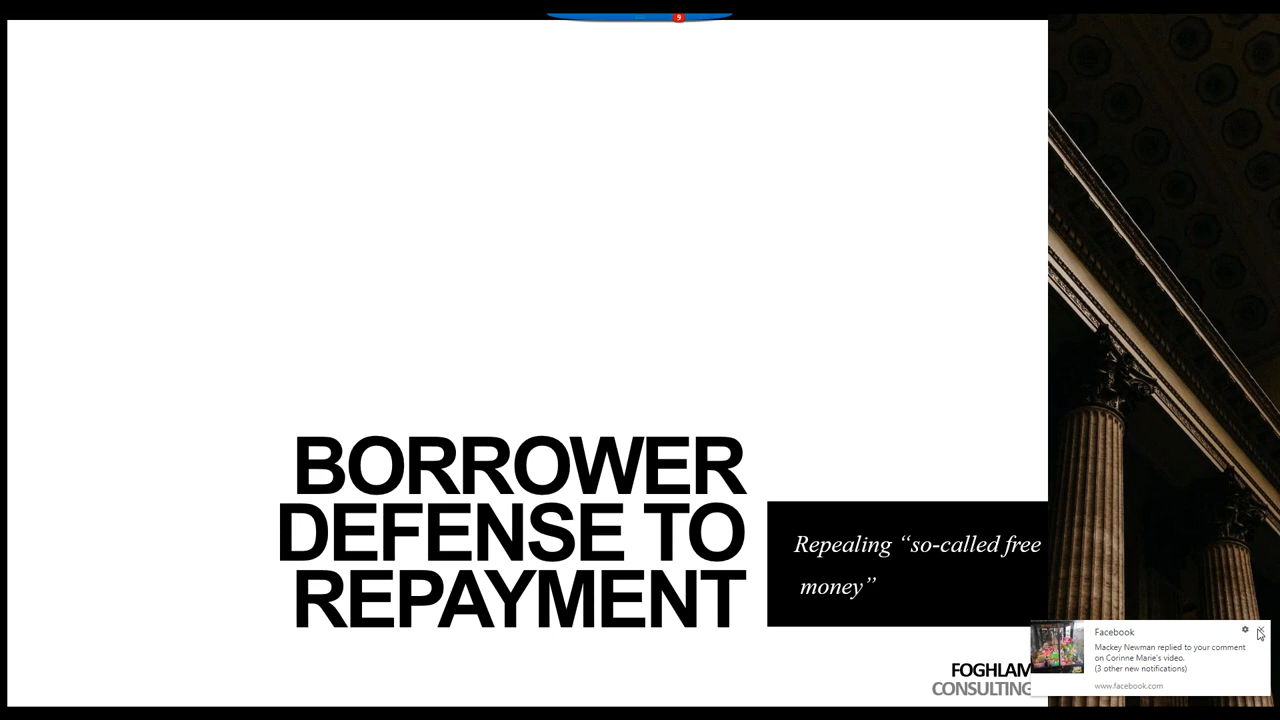 9
BORROWER
DEFENSE TO
REPAYMENT
Repealing “so-called free
money”
FOGHLAM
CONSULTING
Facebook
Mackey Newman replied to your comment
on Corinne Marie's video.
(3 other new notifications)
www.facebook.com